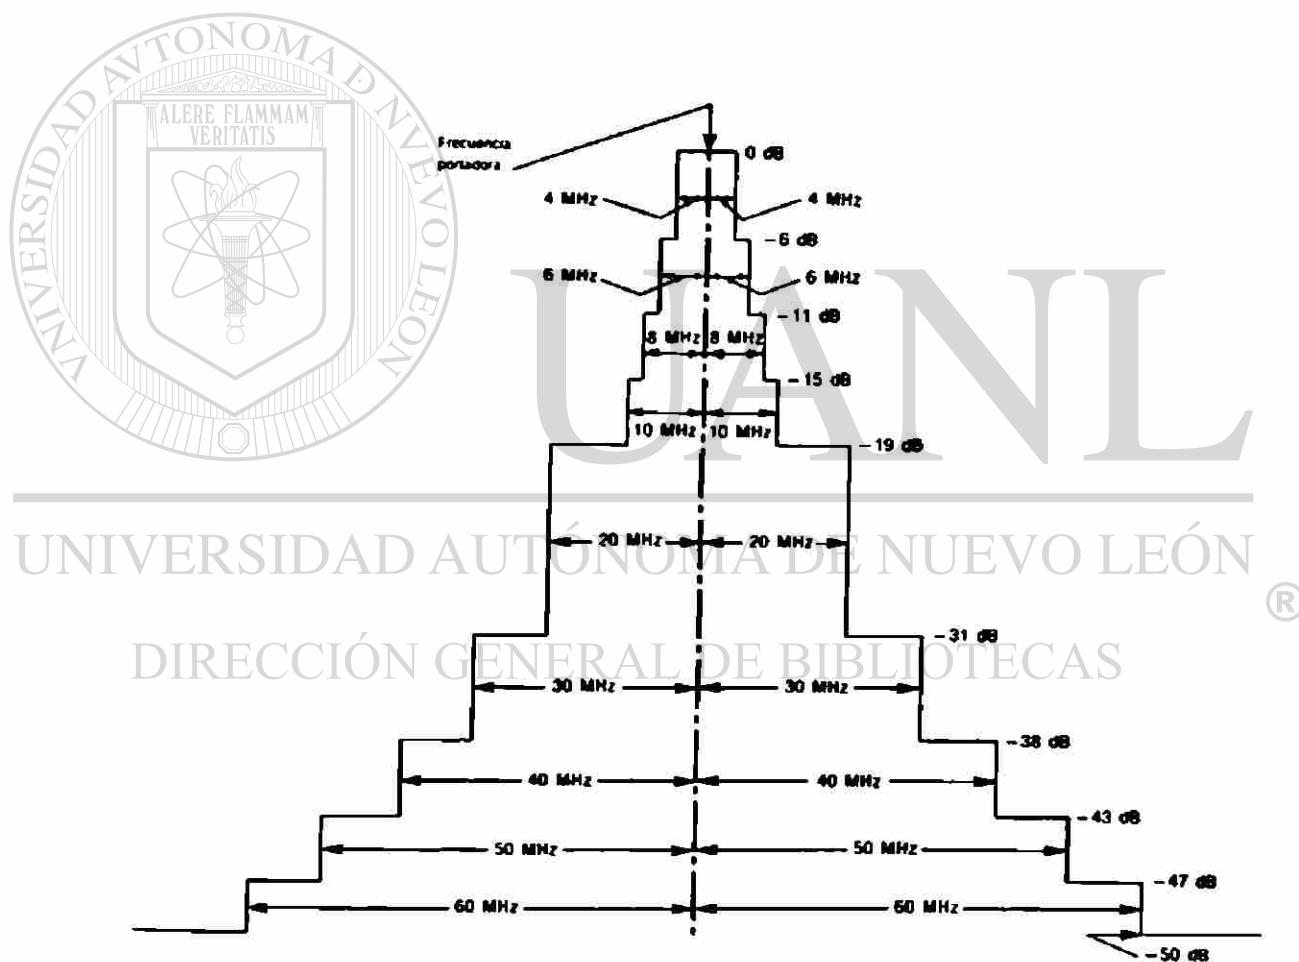 UNIVERSIDAD AUTONOMA DE NUEVO LEON
ALERE FLAMMAM
VERITATIS
Frecuencia
portadora
0 dB
4 MHz
4 MHz
-6 dB
6 MHz
6 MHz
-11 dB
8 MHz
8 MHz
-15 dB
10 MHz
10 MHz
-19 dB
UANL
UNIVERSIDAD AUTÓNOMA DE NUEVO LEÓN
®
20 MHz
20 MHz
-31 dB
DIRECCIÓN GENERAL DE BIBLIOTECAS
30 MHz
30 MHz
-38 dB
40 MHz
40 MHz
-43 dB
50 MHz
50 MHz
-47 dB
60 MHz
60 MHz
-50 dB